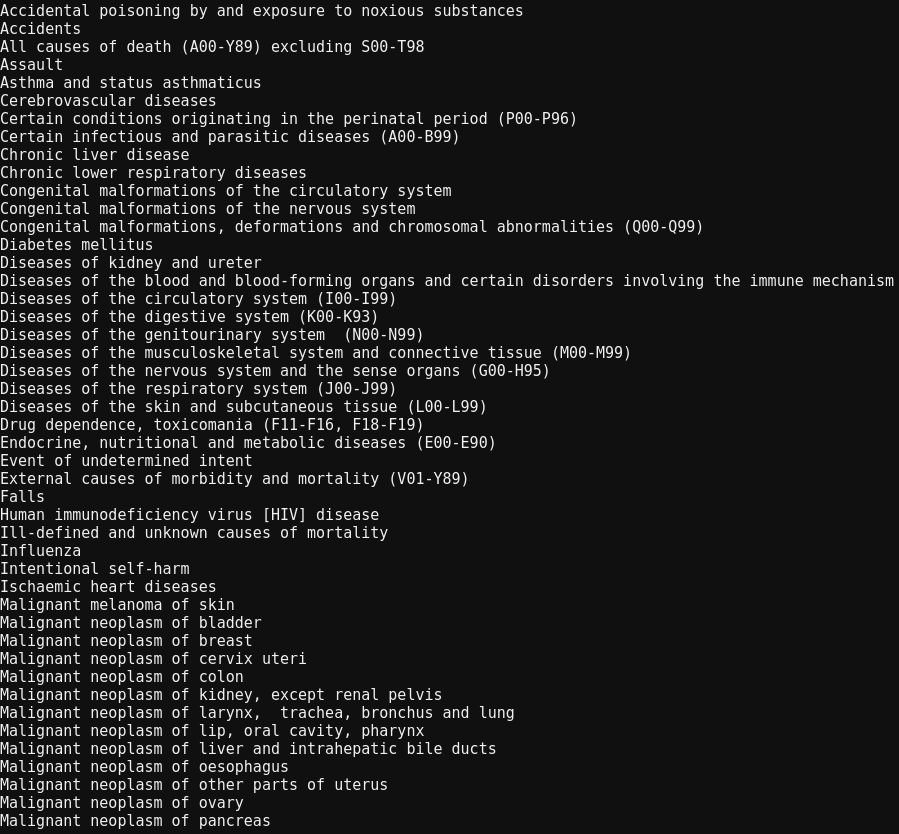 Accidental poisoning by and exposure to noxious substances
Accidents
All causes of death (A00-Y89) excluding S00-T98
Assault
Asthma and status asthmaticus
Cerebrovascular diseases
Certain conditions originating in the perinatal period (P00-P96)
Certain infectious and parasitic diseases (A00-B99)
Chronic liver disease
Chronic lower respiratory diseases
Congenital malformations of the circulatory system
Congenital malformations of the nervous system
Congenital malformations, deformations and chromosomal abnormalities (Q00-Q99)
Diabetes mellitus
Diseases of kidney and ureter
Diseases of the blood and blood-forming organs and certain disorders involving the immune mechanism
Diseases of the circulatory system (I00-I99)
Diseases of the digestive system (K00-K93)
Diseases of the genitourinary system  (N00-N99)
Diseases of the musculoskeletal system and connective tissue (M00-M99)
Diseases of the nervous system and the sense organs (G00-H95)
Diseases of the respiratory system (J00-J99)
Diseases of the skin and subcutaneous tissue (L00-L99)
Drug dependence, toxicomania (F11-F16, F18-F19)
Endocrine, nutritional and metabolic diseases (E00-E90)
Event of undetermined intent
External causes of morbidity and mortality (V01-Y89)
Falls
Human immunodeficiency virus [HIV] disease
Ill-defined and unknown causes of mortality
Influenza
Intentional self-harm
Ischaemic heart diseases
Malignant melanoma of skin
Malignant neoplasm of bladder
Malignant neoplasm of breast
Malignant neoplasm of cervix uteri
Malignant neoplasm of colon
Malignant neoplasm of kidney, except renal pelvis
Malignant neoplasm of larynx,  trachea, bronchus and lung
Malignant neoplasm of lip, oral cavity, pharynx
Malignant neoplasm of liver and intrahepatic bile ducts
Malignant neoplasm of oesophagus
Malignant neoplasm of other parts of uterus
Malignant neoplasm of ovary
Malignant neoplasm of pancreas